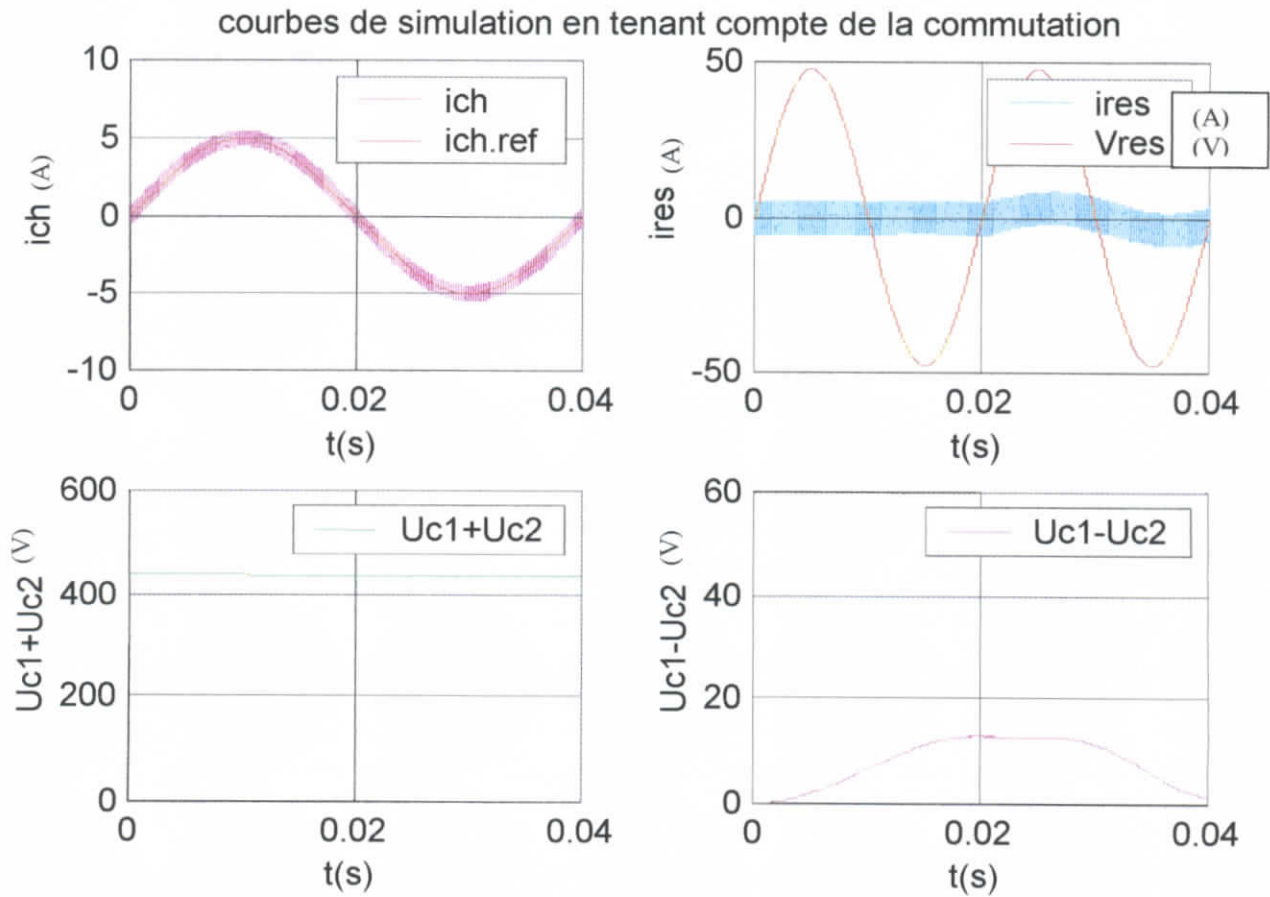 courbes de simulation en tenant compte de la commutation
10
5
0
-5
-10
ich (A)
ich
ich.ref
0
0.02
0.04
t(s)
50
0
-50
ires (A)
ires
Vres
(A)
(V)
0
0.02
0.04
t(s)
600
400
200
0
Uc1+Uc2 (V)
Uc1+Uc2
0
0.02
0.04
t(s)
60
40
20
0
Uc1-Uc2 (V)
Uc1-Uc2
0
0.02
0.04
t(s)